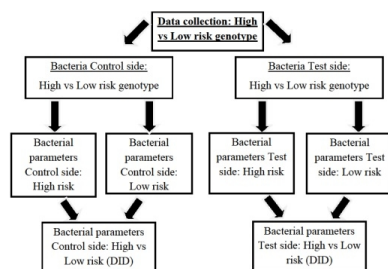 Data collection: High
vs Low risk genotype
Bacteria Control side:
High vs Low risk genotype
Bacteria Test side:
High vs Low risk genotype
Bacterial
parameters
Control side:
High risk
Bacterial
parameters
Control side:
Low risk
Bacterial
parameters Test
side: High risk
Bacterial
parameters Test
side: Low risk
Bacterial parameters
Control side: High vs
Low risk (DID)
Bacterial parameters
Test side: High vs Low
risk (DID)